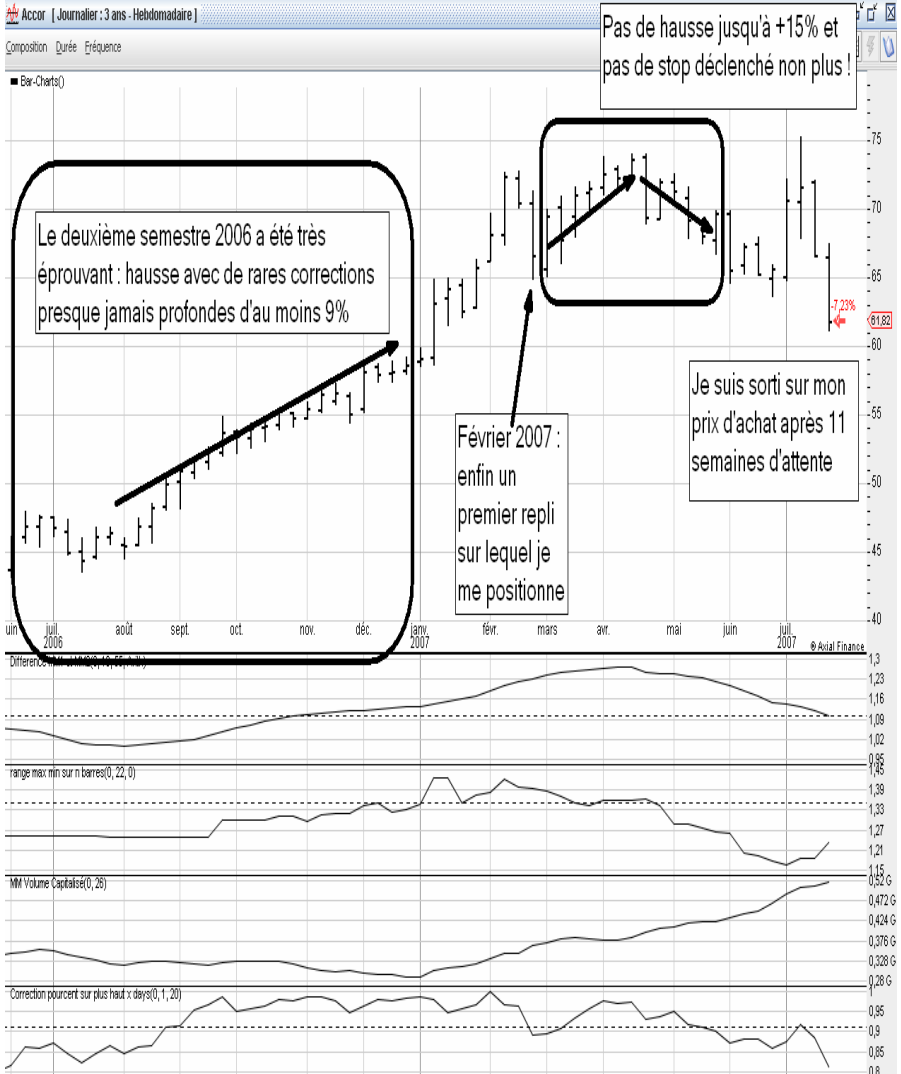 Accor [ Journalier : 3 ans - Hebdomadaire ]
Composition Durée Fréquence
Bar-Charts()
Pas de hausse jusqu'à +15% et
pas de stop déclenché non plus !
Le deuxième semestre 2006 a été très
éprouvant : hausse avec de rares corrections
presque jamais profondes d'au moins 9%
Février 2007 :
enfin un
premier repli
sur lequel je
me positionne
Je suis sorti sur mon
prix d'achat après 11
semaines d'attente
75
70
65
-7,23%
61,82
60
55
50
45
40
uin juil. août sept. oct. nov. déc. janv. févr. mars avr. mai juin juil.
2006 2007 2007
© Axial Finance
Difference
1,3
1,23
1,16
1,09
1,02
0,95
range max min sur n barres(0, 22, 0)
1,45
1,39
1,33
1,27
1,21
1,15
MM Volume Capitalisé(0, 26)
0,52 G
0,472 G
0,424 G
0,376 G
0,328 G
0,28 G
Correction pourcent sur plus haut x days(0, 1, 20)
1
0,95
0,9
0,85
0,8